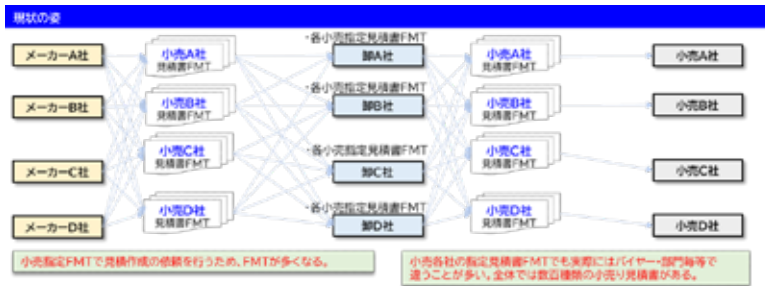 現状の姿
・各小売指定見積書FMT
メーカーA社
小売A社
見積書FMT
卸A社
小売A社
見積書FMT
小売A社
・各小売指定見積書FMT
メーカーB社
小売B社
見積書FMT
卸B社
小売B社
見積書FMT
小売B社
・各小売指定見積書FMT
メーカーC社
小売C社
見積書FMT
卸C社
小売C社
見積書FMT
小売C社
・各小売指定見積書FMT
メーカーD社
小売D社
見積書FMT
卸D社
小売D社
見積書FMT
小売D社
小売指定FMTで見積作成の依頼を行うため、FMTが多くなる。
小売各社の指定見積書FMTでも実際にはバイヤー・部門毎等で
違うことが多い。全体では数百種類の小売り見積書がある。